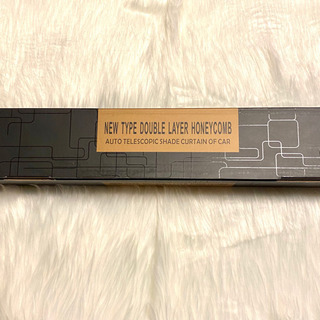 NEW TYPE DOUBLE LAYER HONEYCOMB
AUTO TELESCOPIC SHADE CURTAIN OF CAR